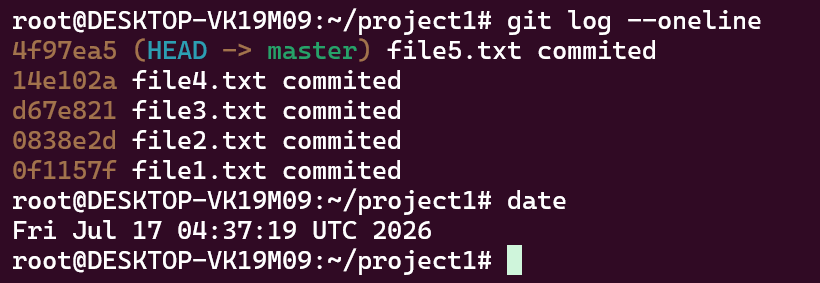 root@DESKTOP-VK19M09:~/project1# git log --oneline
4f97ea5 (HEAD -> master) file5.txt commited
14e102a file4.txt commited
d67e821 file3.txt commited
0838e2d file2.txt commited
0f1157f file1.txt commited
root@DESKTOP-VK19M09:~/project1# date
Fri Jul 17 04:37:19 UTC 2026
root@DESKTOP-VK19M09:~/project1#